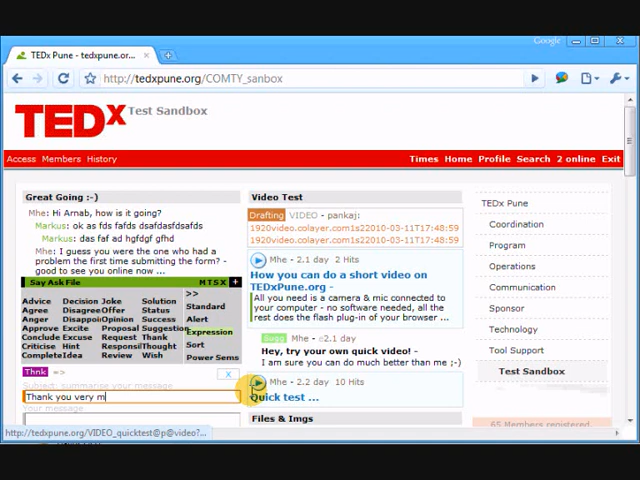 Google
TEDx Pune - tedxpune.org...
http://tedxpune.org/COMTY_sanbox
TEDx Test Sandbox
Access Members History
Times Home Profile Search 2 online Exit
Great Going :-)
Mhe: Hi Arnab, how is it going?
Markus: ok as fds fafds dsafdasfdsafds
Markus: das faf ad hgfdgf gfhd
Mhe: I guess you were the one who had a
problem the first time submitting the form? -
good to see you online now ...
Say Ask File
M T S X +
Advice Decision Joke Solution
Agree Disagree Offer Status
Anger Disappoint Opinion Success
Approve Excite Proposal Suggestion
Conclude Excuse Request Thank
Criticise Hint Respond Thought
Complete Idea Review Wish
>>
Standard
Alert
Expression
Sort
Power 5ems
Thnk =>
X
Subject: summarise your message
Thank you very m
Your message
Video Test
Drafting VIDEO - pankaj:
1920video.colayer.com1s22010-03-11T17:48:59
1920video.colayer.com1s22010-03-11T17:48:59
Mhe - 2.1 day 2 Hits
How you can do a short video on
TEDxPune.org -
All you need is a camera & mic connected to
your computer - no software needed, all the
rest does the flash plug-in of your browser ...
Sugg Mhe - 2.1 day
Hey, try your own quick video! -
I am sure you can do much better than me ;-)
Mhe - 2.2 day 10 Hits
Quick test ...
Files & Imgs
TEDx Pune
Coordination
Program
Operations
Communication
Sponsor
Technology
Tool Support
Test Sandbox
65 Members registered.
http://tedxpune.org/VIDEO_quicktest@p@video?...